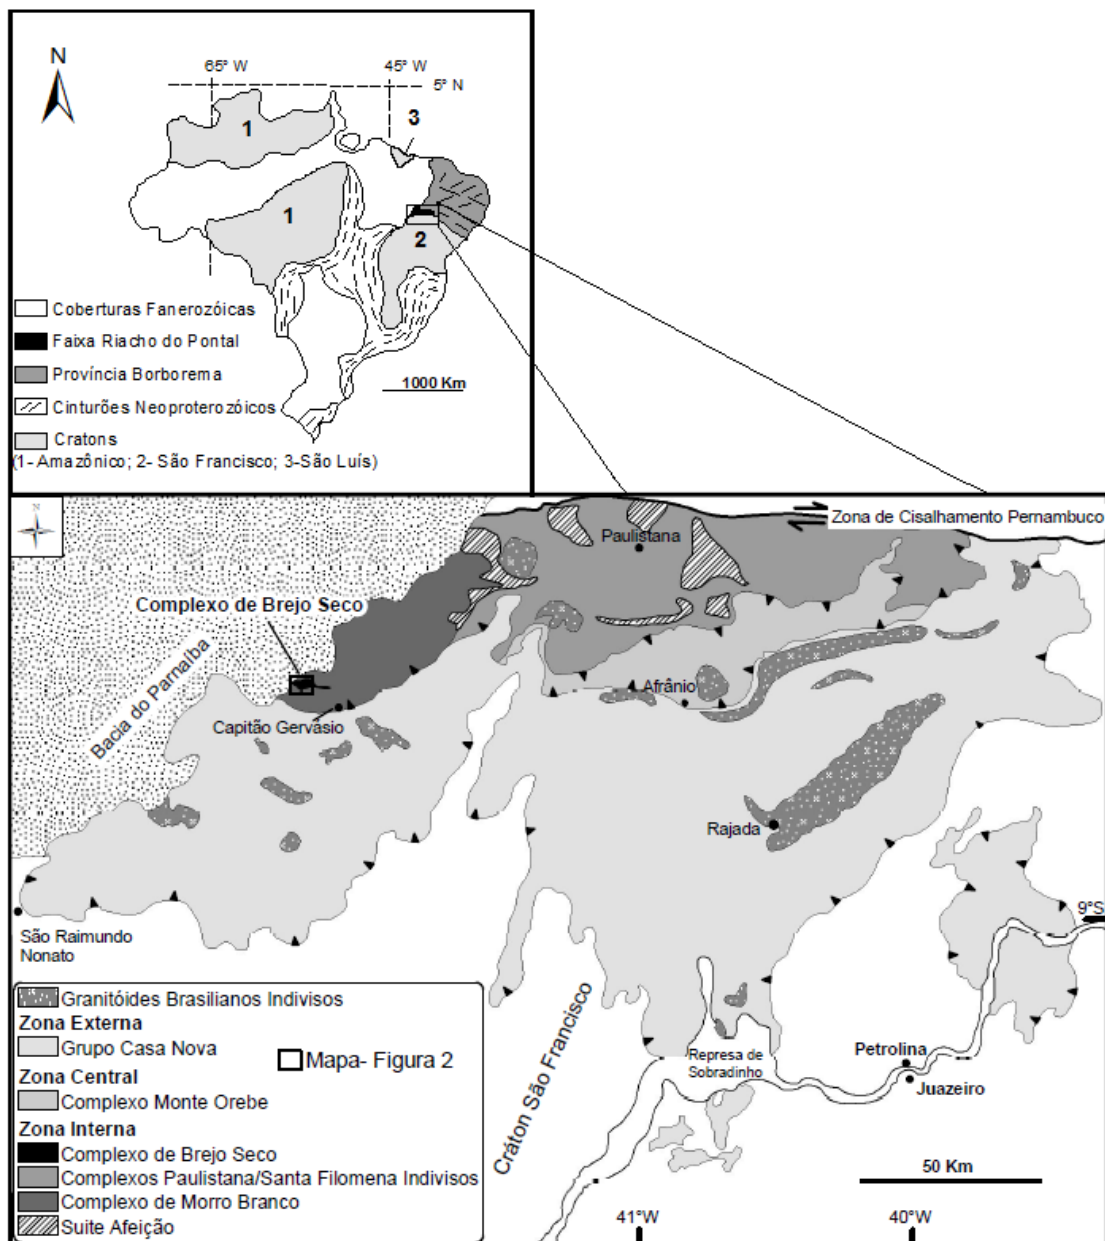 N
65° W
45° W
5° N
1
3
1
2
Coberturas Fanerozóicas
Faixa Riacho do Pontal
Província Borborema
Cinturões Neoproterozóicos
Cratons
(1- Amazônico; 2- São Francisco; 3-São Luís)
1000 Km
N
Zona de Cisalhamento Pernambuco
Paulistana
Complexo de Brejo Seco
Bacia do Parnaíba
Afrânio
Capitão Gervásio
Rajada
9°S
São Raimundo
Nonato
Cráton São Francisco
Represa de
Sobradinho
Petrolina
Juazeiro
Granitóides Brasilianos Indivisos
Zona Externa
Grupo Casa Nova
Mapa- Figura 2
Zona Central
Complexo Monte Orebe
Zona Interna
Complexo de Brejo Seco
Complexos Paulistana/Santa Filomena Indivisos
Complexo de Morro Branco
Suite Afeição
50 Km
41°W
40°W